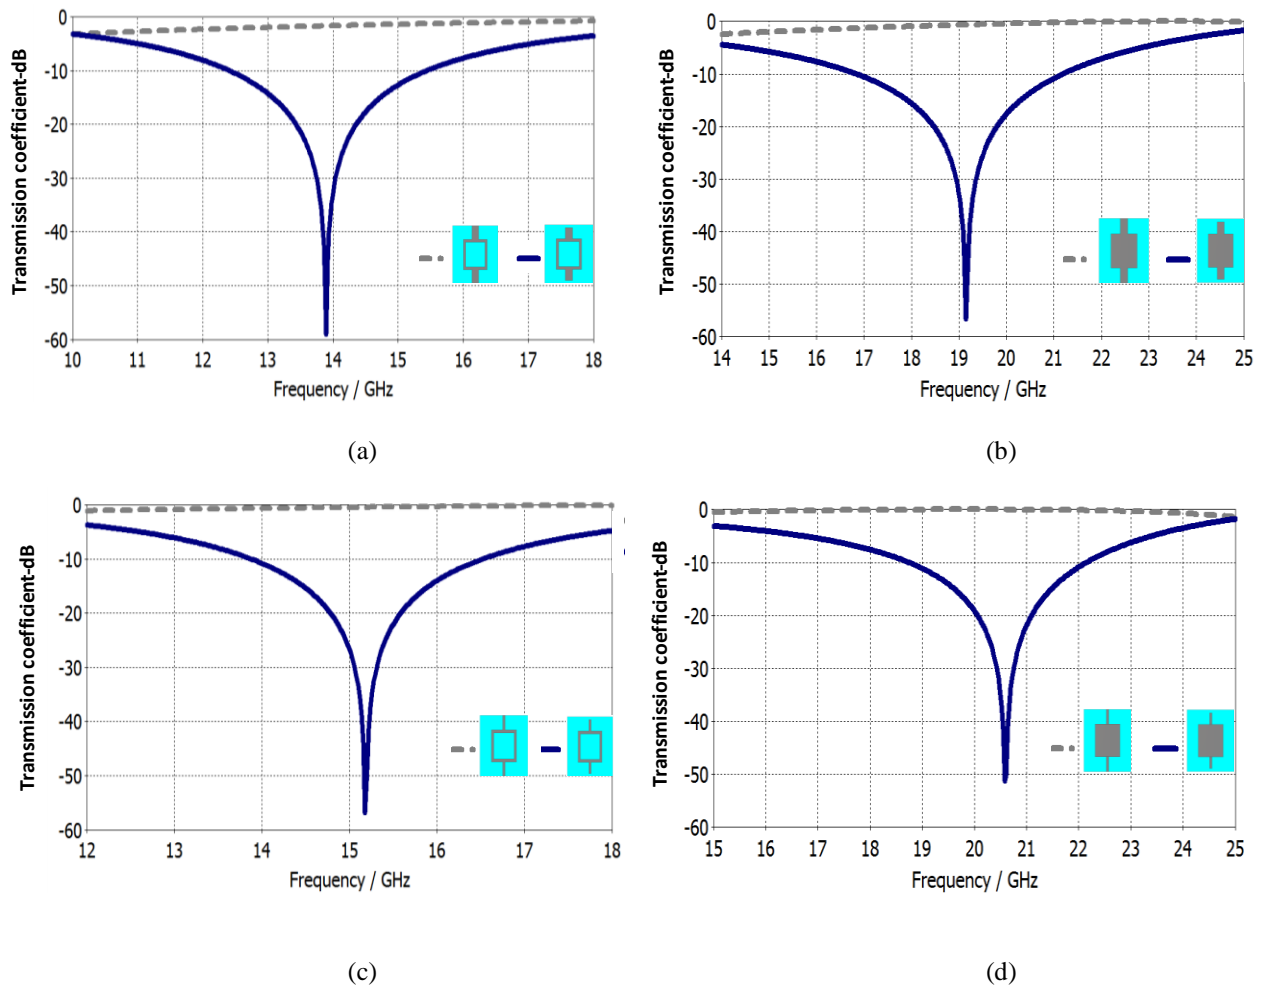 Transmission coefficient-dB
0
-10
-20
-30
-40
-50
-60
10 11 12 13 14 15 16 17 18
Frequency / GHz
(a)
Transmission coefficient-dB
0
-10
-20
-30
-40
-50
-60
14 15 16 17 18 19 20 21 22 23 24 25
Frequency / GHz
(b)
Transmission coefficient-dB
0
-10
-20
-30
-40
-50
-60
12 13 14 15 16 17 18
Frequency / GHz
(c)
Transmission coefficient-dB
0
-10
-20
-30
-40
-50
-60
15 16 17 18 19 20 21 22 23 24 25
Frequency / GHz
(d)